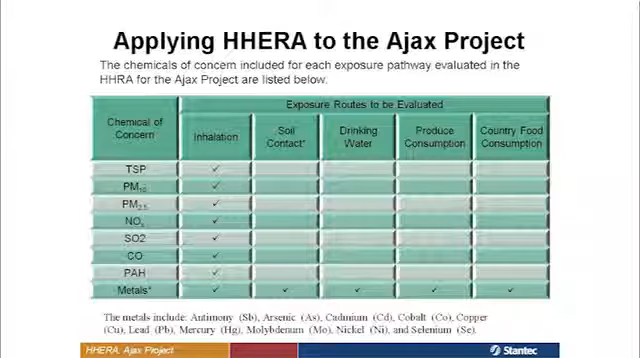 Applying HHERA to the Ajax Project
The chemicals of concern included for each exposure pathway evaluated in the
HHRA for the Ajax Project are listed below.
Chemical of Concern Exposure Routes to be Evaluated
Inhalation Soil Contact* Drinking Water Produce Consumption Country Food Consumption
TSP ✓
PM10 ✓
PM2.5 ✓
NOx ✓
SO2 ✓
CO ✓
PAH ✓
Metals* ✓ ✓ ✓ ✓ ✓
The metals include: Antimony (Sb), Arsenic (As), Cadmium (Cd), Cobalt (Co), Copper
(Cu), Lead (Pb), Mercury (Hg), Molybdenum (Mo), Nickel (Ni), and Selenium (Se).
HHERA: Ajax Project
Stantec